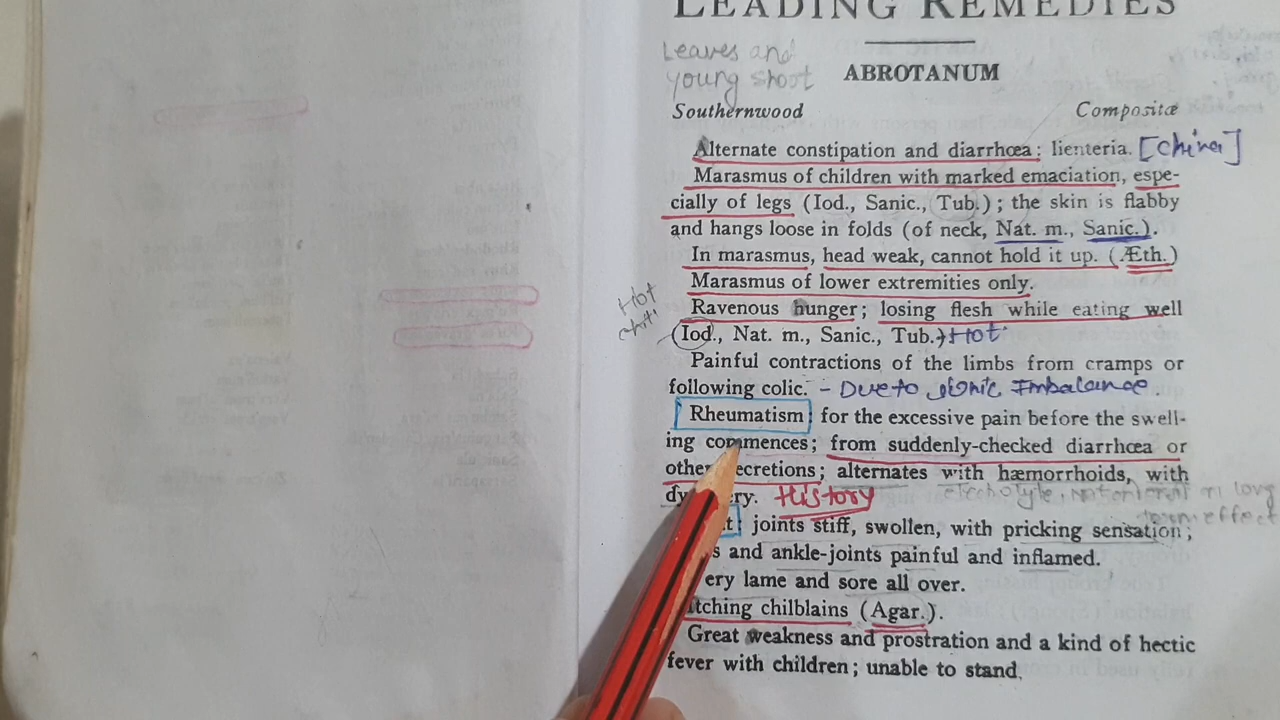 LEADING REMEDIES
Leaves and
young shoot
ABROTANUM
Southernwood Compositæ
Alternate constipation and diarrhœa; lienteria. [China]
Marasmus of children with marked emaciation, espe-
cially of legs (Iod., Sanic., Tub.); the skin is flabby
and hangs loose in folds (of neck, Nat. m., Sanic.).
In marasmus, head weak, cannot hold it up. (Æth.)
Marasmus of lower extremities only.
Hot
Ravenous hunger; losing flesh while eating well
(Iod., Nat. m., Sanic., Tub.) Hot
Painful contractions of the limbs from cramps or
following colic. - Due to Ionic Imbalance.
Rheumatism: for the excessive pain before the swell-
ing commences; from suddenly-checked diarrhœa or
other secretions; alternates with hæmorrhoids, with
History
joints stiff, swollen, with pricking sensation;
and ankle-joints painful and inflamed.
lame and sore all over.
chilblains (Agar.).
Great weakness and prostration and a kind of hectic
fever with children; unable to stand.